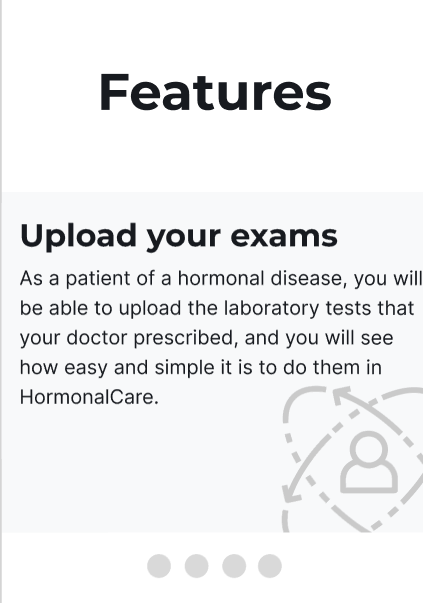 Features
Upload your exams
As a patient of a hormonal disease, you will
be able to upload the laboratory tests that
your doctor prescribed, and you will see
how easy and simple it is to do them in
HormonalCare.